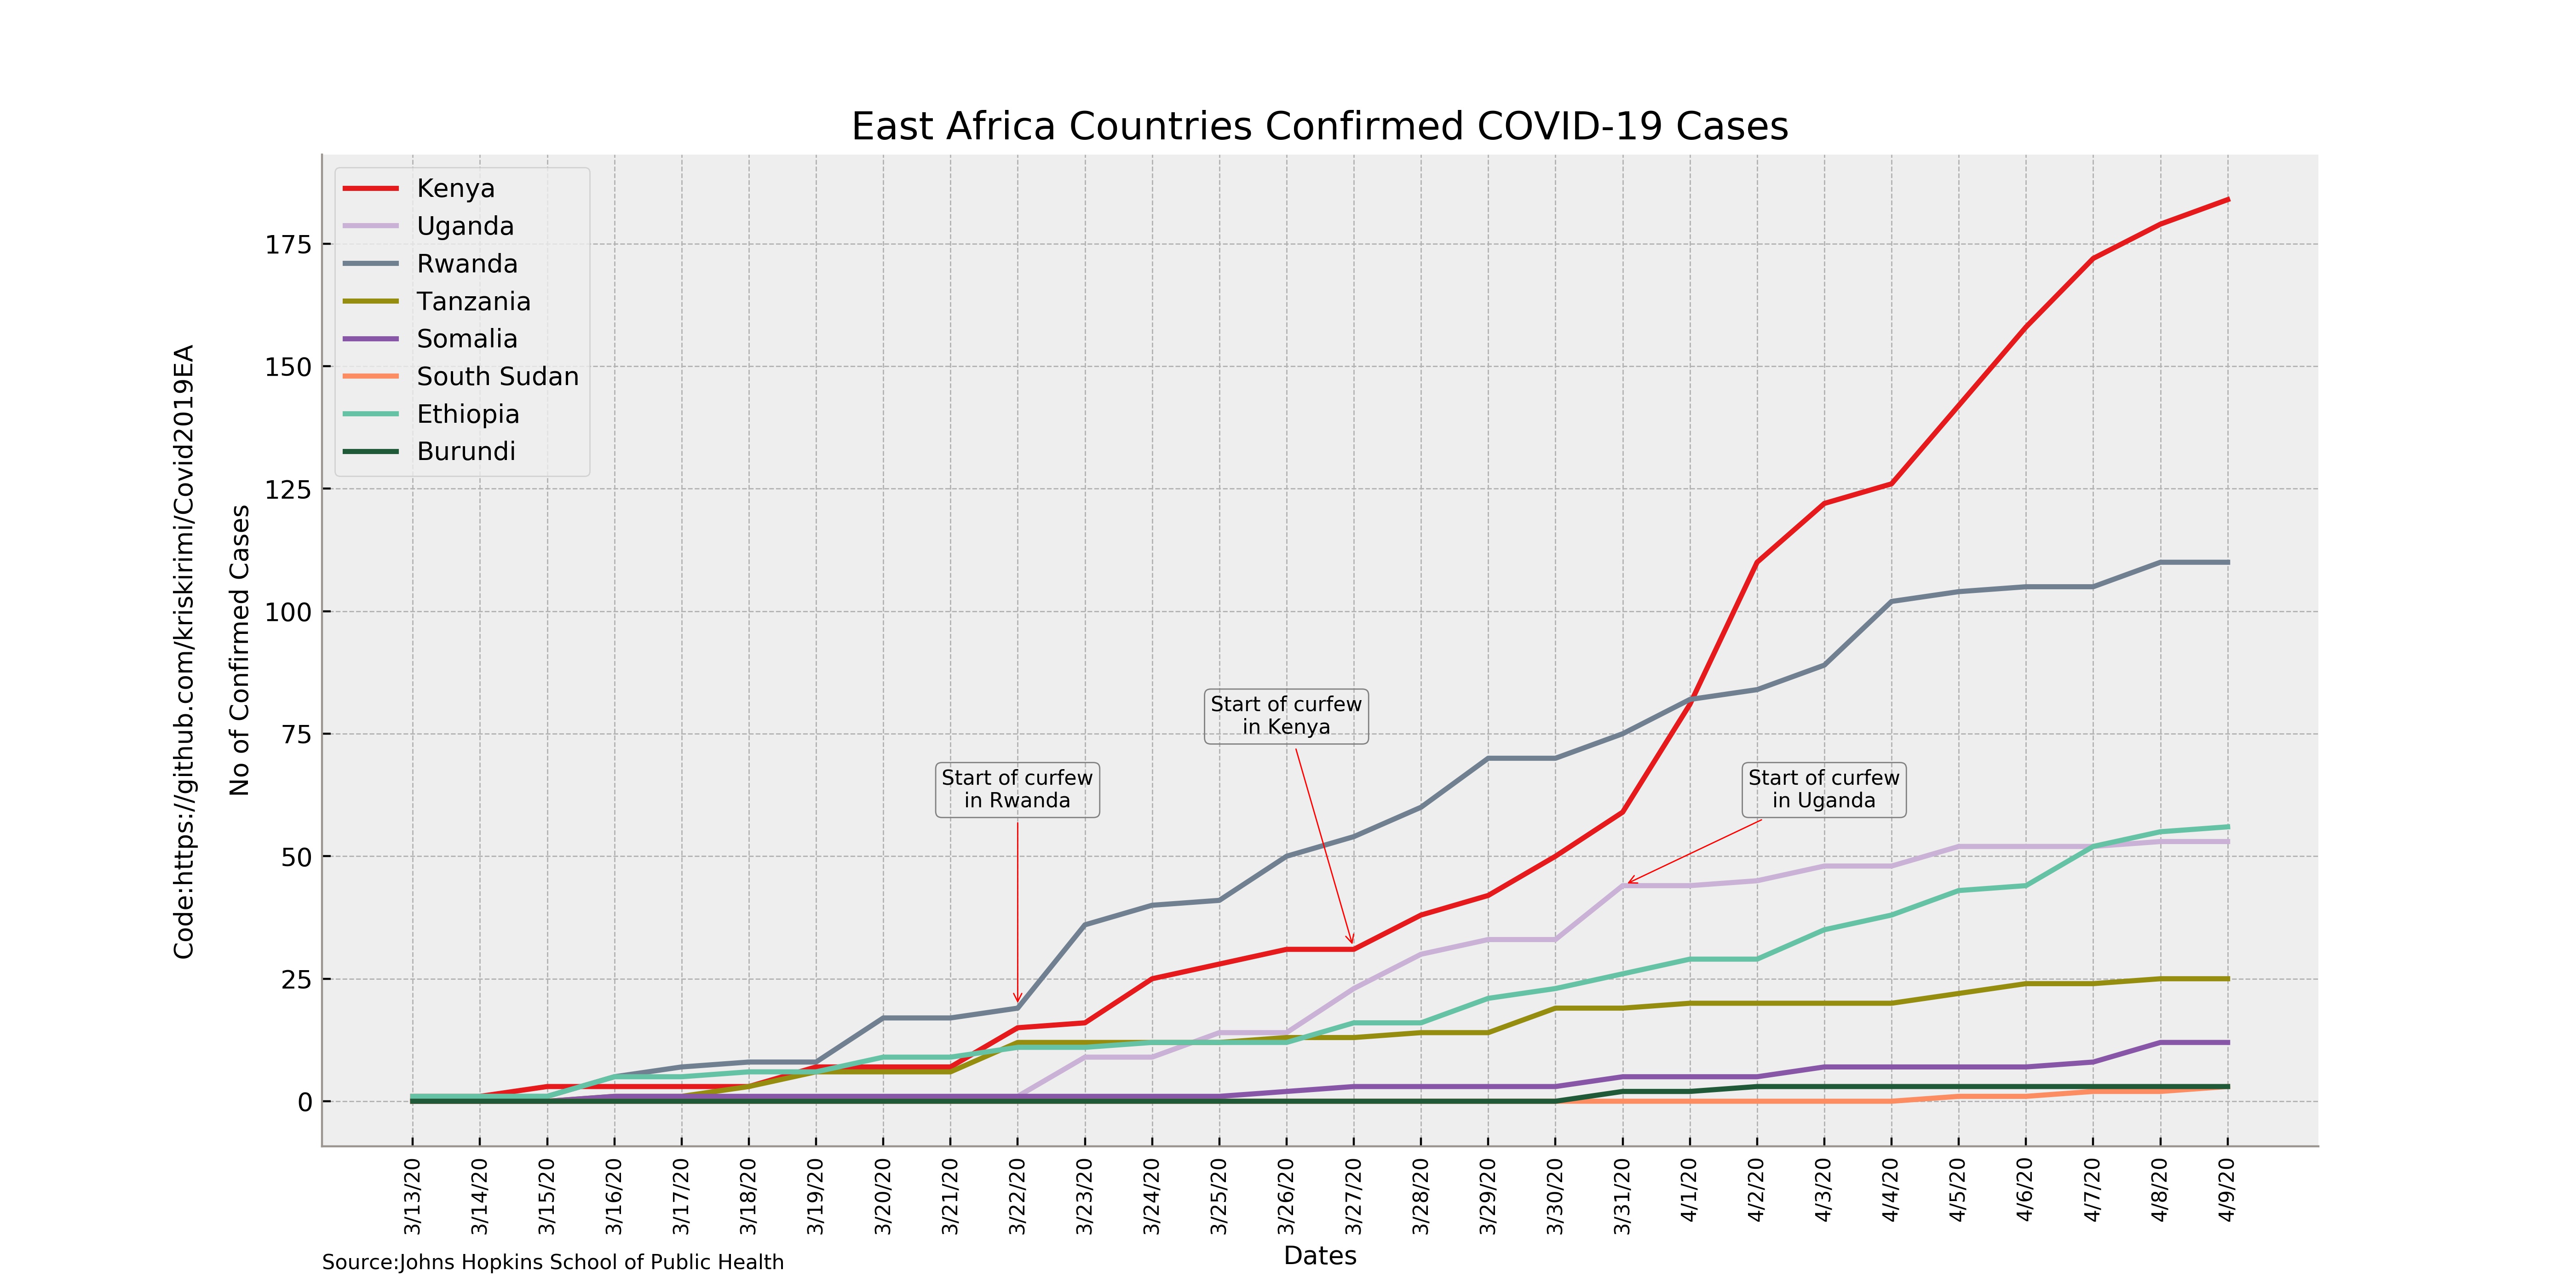 East Africa Countries Confirmed COVID-19 Cases
Kenya
Uganda
Rwanda
Tanzania
Somalia
South Sudan
Ethiopia
Burundi
Code:https://github.com/kriskirimi/Covid2019EA
No of Confirmed Cases
175
150
125
100
75
50
25
0
Start of curfew
in Kenya
Start of curfew
in Rwanda
Start of curfew
in Uganda
3/13/20
3/14/20
3/15/20
3/16/20
3/17/20
3/18/20
3/19/20
3/20/20
3/21/20
3/22/20
3/23/20
3/24/20
3/25/20
3/26/20
3/27/20
3/28/20
3/29/20
3/30/20
3/31/20
4/1/20
4/2/20
4/3/20
4/4/20
4/5/20
4/6/20
4/7/20
4/8/20
4/9/20
Dates
Source:Johns Hopkins School of Public Health